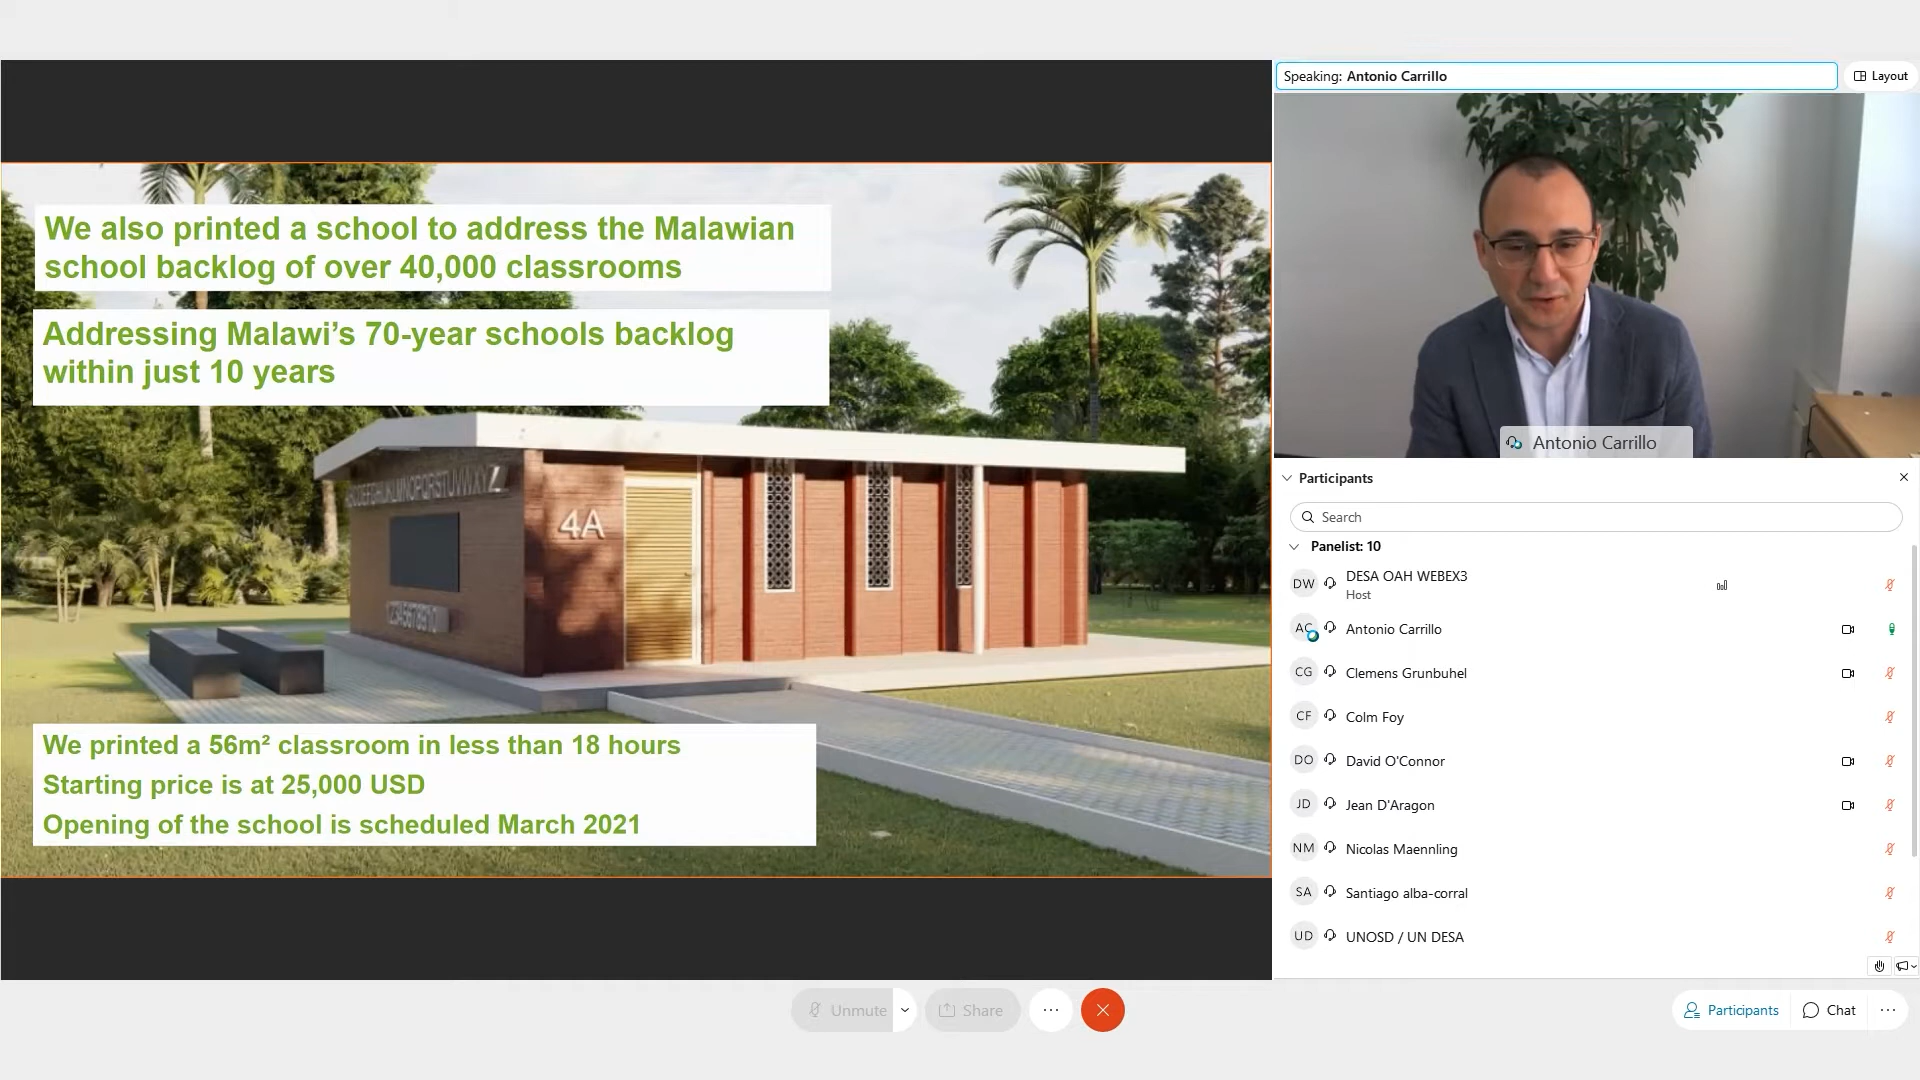 Speaking: Antonio Carrillo
Layout
We also printed a school to address the Malawian
school backlog of over 40,000 classrooms
Addressing Malawi’s 70-year schools backlog
within just 10 years
4A
We printed a 56m² classroom in less than 18 hours
Starting price is at 25,000 USD
Opening of the school is scheduled March 2021
Antonio Carrillo
Participants
Search
Panelist: 10
DW DESA OAH WEBEX3
Host
AC Antonio Carrillo
CG Clemens Grunbuhel
CF Colm Foy
DO David O'Connor
JD Jean D'Aragon
NM Nicolas Maennling
SA Santiago alba-corral
UD UNOSD / UN DESA
Unmute
Share
Participants
Chat